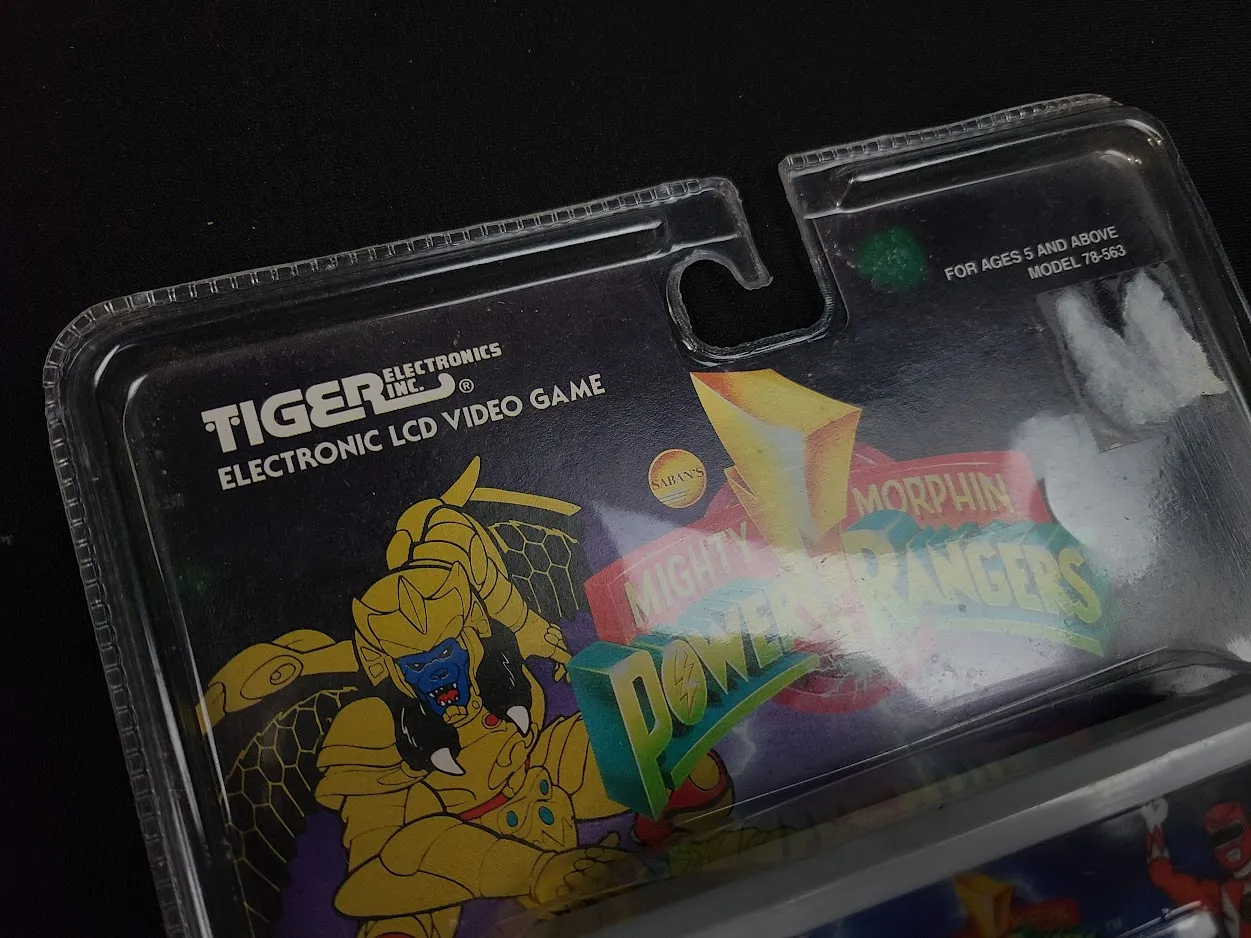 TIGER ELECTRONICS INC.®
ELECTRONIC LCD VIDEO GAME
FOR AGES 5 AND ABOVE
MODEL 78-563
SABAN'S
MIGHTY MORPHIN
POWER RANGERS